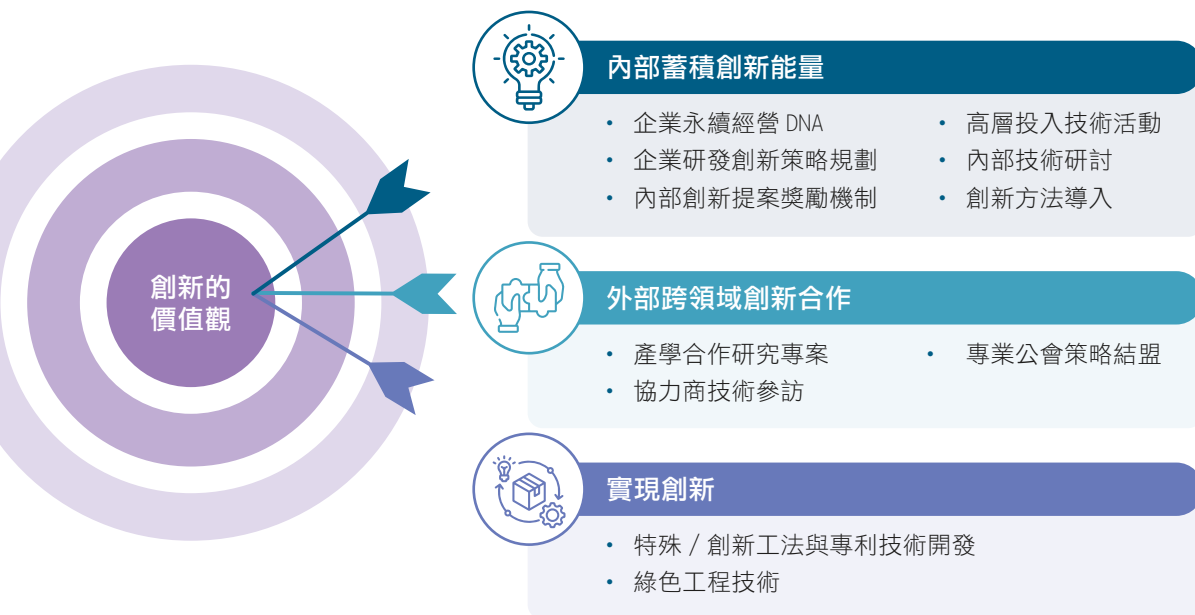 創新的
價值觀
內部蓄積創新能量
• 企業永續經營 DNA
• 企業研發創新策略規劃
• 內部創新提案獎勵機制
• 高層投入技術活動
• 內部技術研討
• 創新方法導入
外部跨領域創新合作
• 產學合作研究專案
• 協力商技術參訪
• 專業公會策略結盟
實現創新
• 特殊 / 創新工法與專利技術開發
• 綠色工程技術